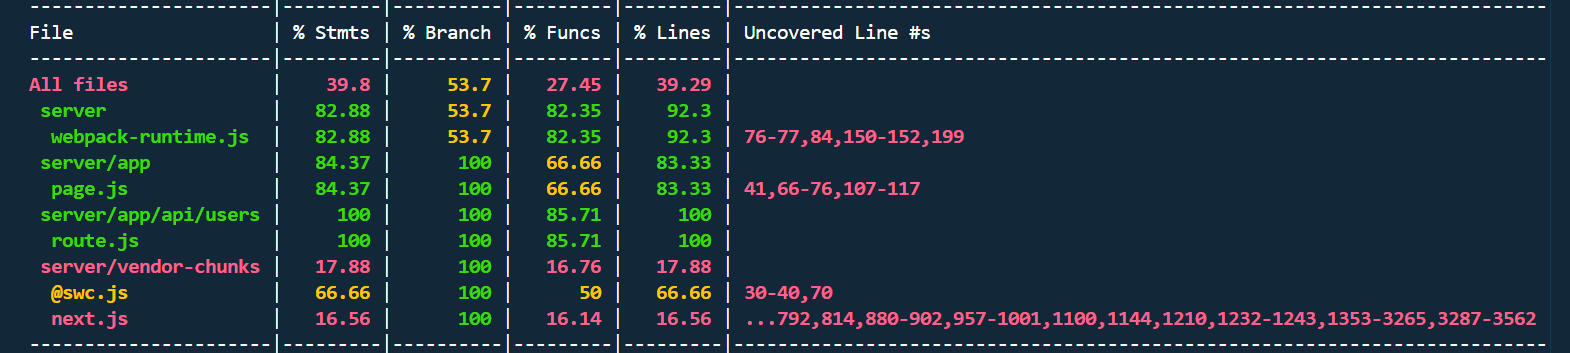 ----------------------|---------|----------|---------|---------|--------------------------------------------------------------------------
File                  | % Stmts | % Branch | % Funcs | % Lines | Uncovered Line #s
----------------------|---------|----------|---------|---------|--------------------------------------------------------------------------
All files             |    39.8 |     53.7 |   27.45 |   39.29 |
 server               |   82.88 |     53.7 |   82.35 |    92.3 |
  webpack-runtime.js  |   82.88 |     53.7 |   82.35 |    92.3 | 76-77,84,150-152,199
 server/app           |   84.37 |      100 |   66.66 |   83.33 |
  page.js             |   84.37 |      100 |   66.66 |   83.33 | 41,66-76,107-117
 server/app/api/users |     100 |      100 |   85.71 |     100 |
  route.js            |     100 |      100 |   85.71 |     100 |
 server/vendor-chunks |   17.88 |      100 |   16.76 |   17.88 |
  @swc.js             |   66.66 |      100 |      50 |   66.66 | 30-40,70
  next.js             |   16.56 |      100 |   16.14 |   16.56 | ...792,814,880-902,957-1001,1100,1144,1210,1232-1243,1353-3265,3287-3562
----------------------|---------|----------|---------|---------|--------------------------------------------------------------------------